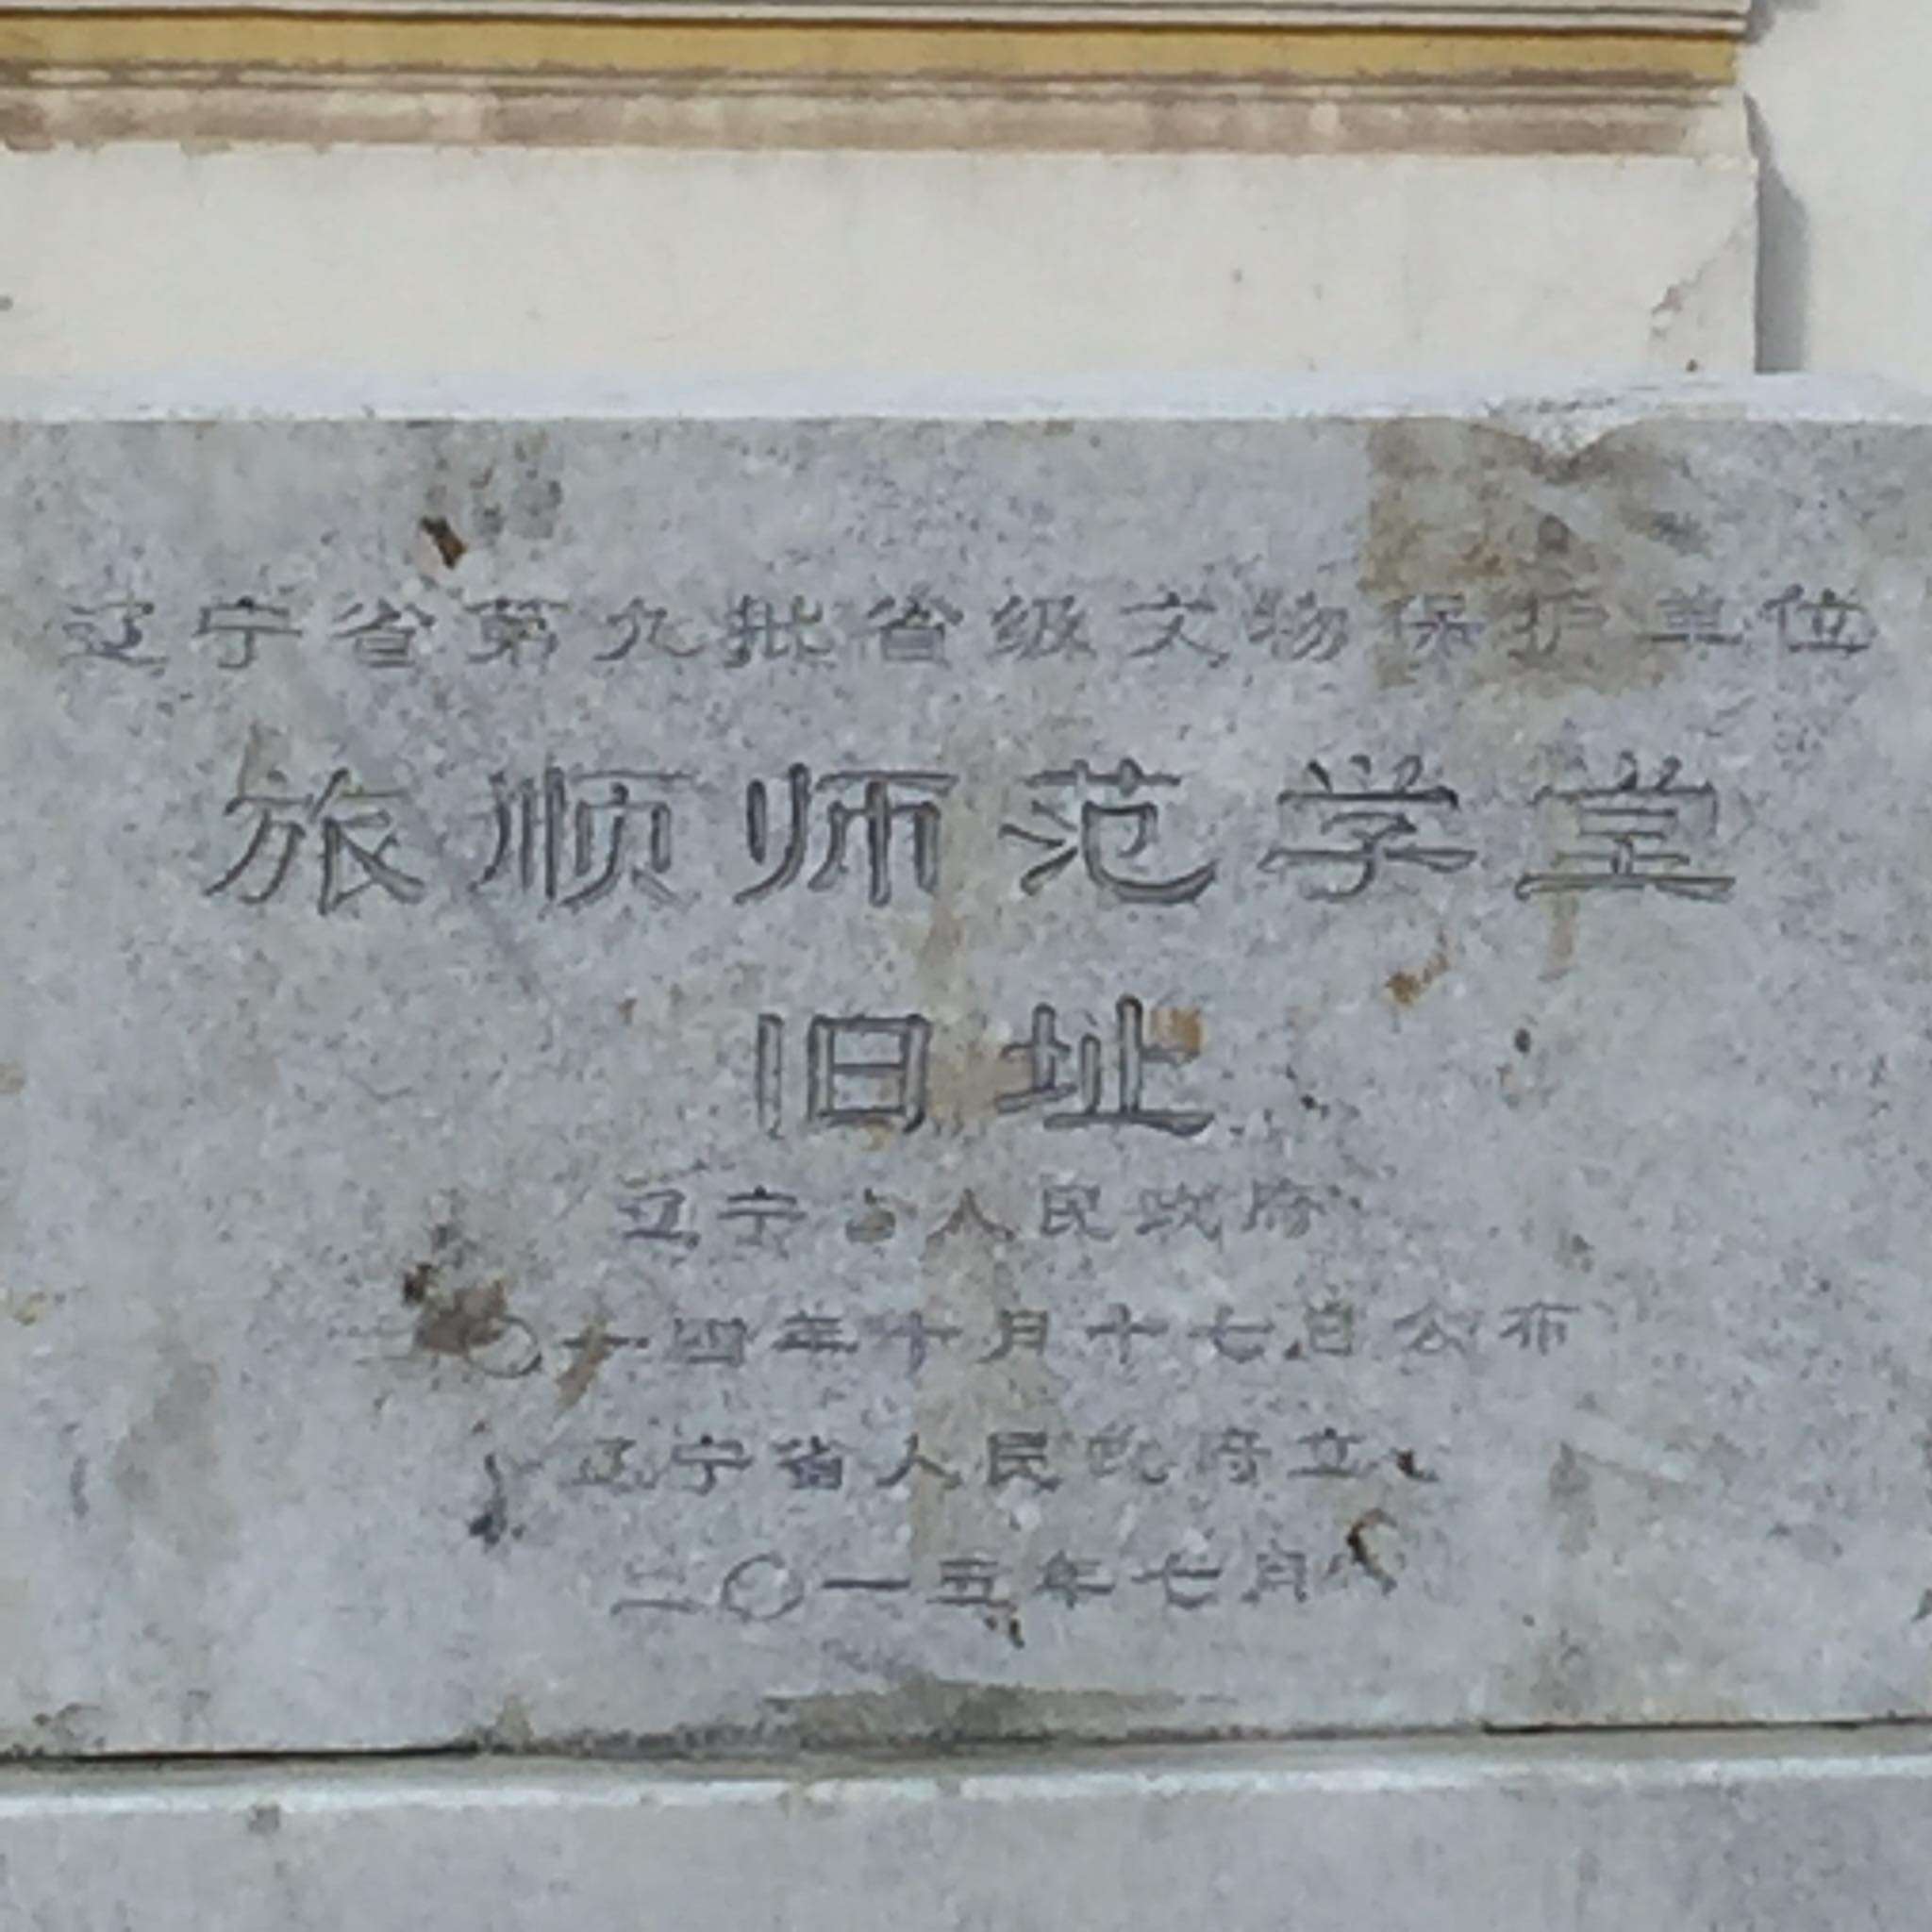 辽宁省第九批省级文物保护单位
旅顺师范学堂
旧址
辽宁省人民政府
二〇一四年十月十七日公布
辽宁省人民政府立
二〇一五年七月